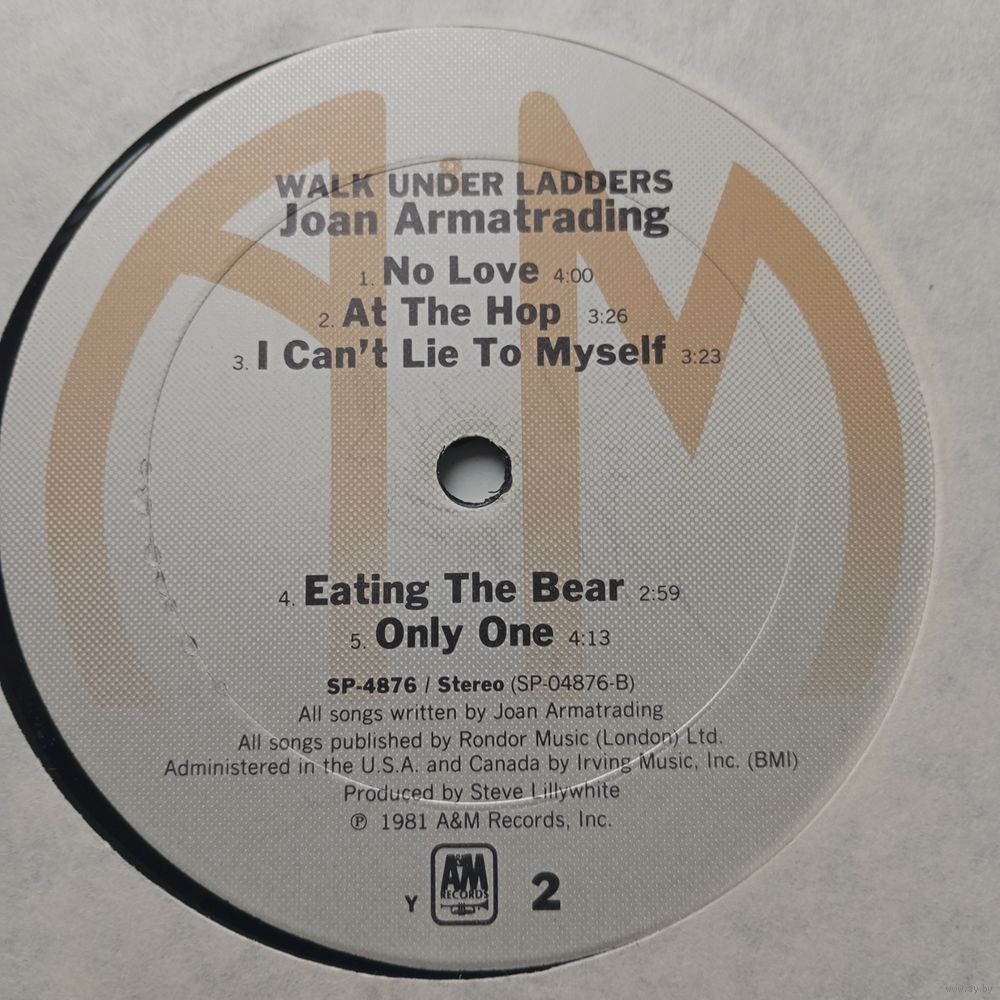 WALK UNDER LADDERS
Joan Armatrading
1. No Love 4:00
2. At The Hop 3:26
3. I Can't Lie To Myself 3:23
4. Eating The Bear 2:59
5. Only One 4:13
SP-4876 / Stereo (SP-04876-B)
All songs written by Joan Armatrading
All songs published by Rondor Music (London) Ltd.
Administered in the U.S.A. and Canada by Irving Music, Inc. (BMI)
Produced by Steve Lillywhite
℗ 1981 A&M Records, Inc.
Y A&M RECORDS 2
www.ay.by